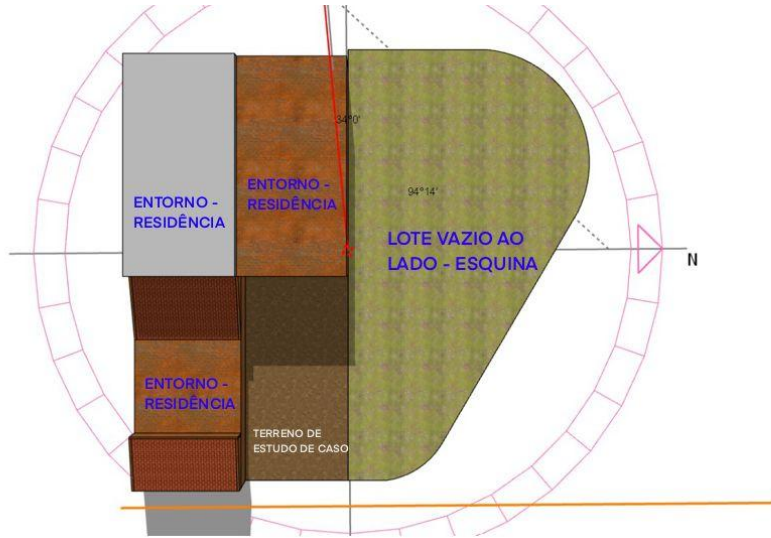 34°0'
94°14'
ENTORNO -
RESIDÊNCIA
ENTORNO -
RESIDÊNCIA
LOTE VAZIO AO
LADO - ESQUINA
N
ENTORNO -
RESIDÊNCIA
TERRENO DE
ESTUDO DE CASO